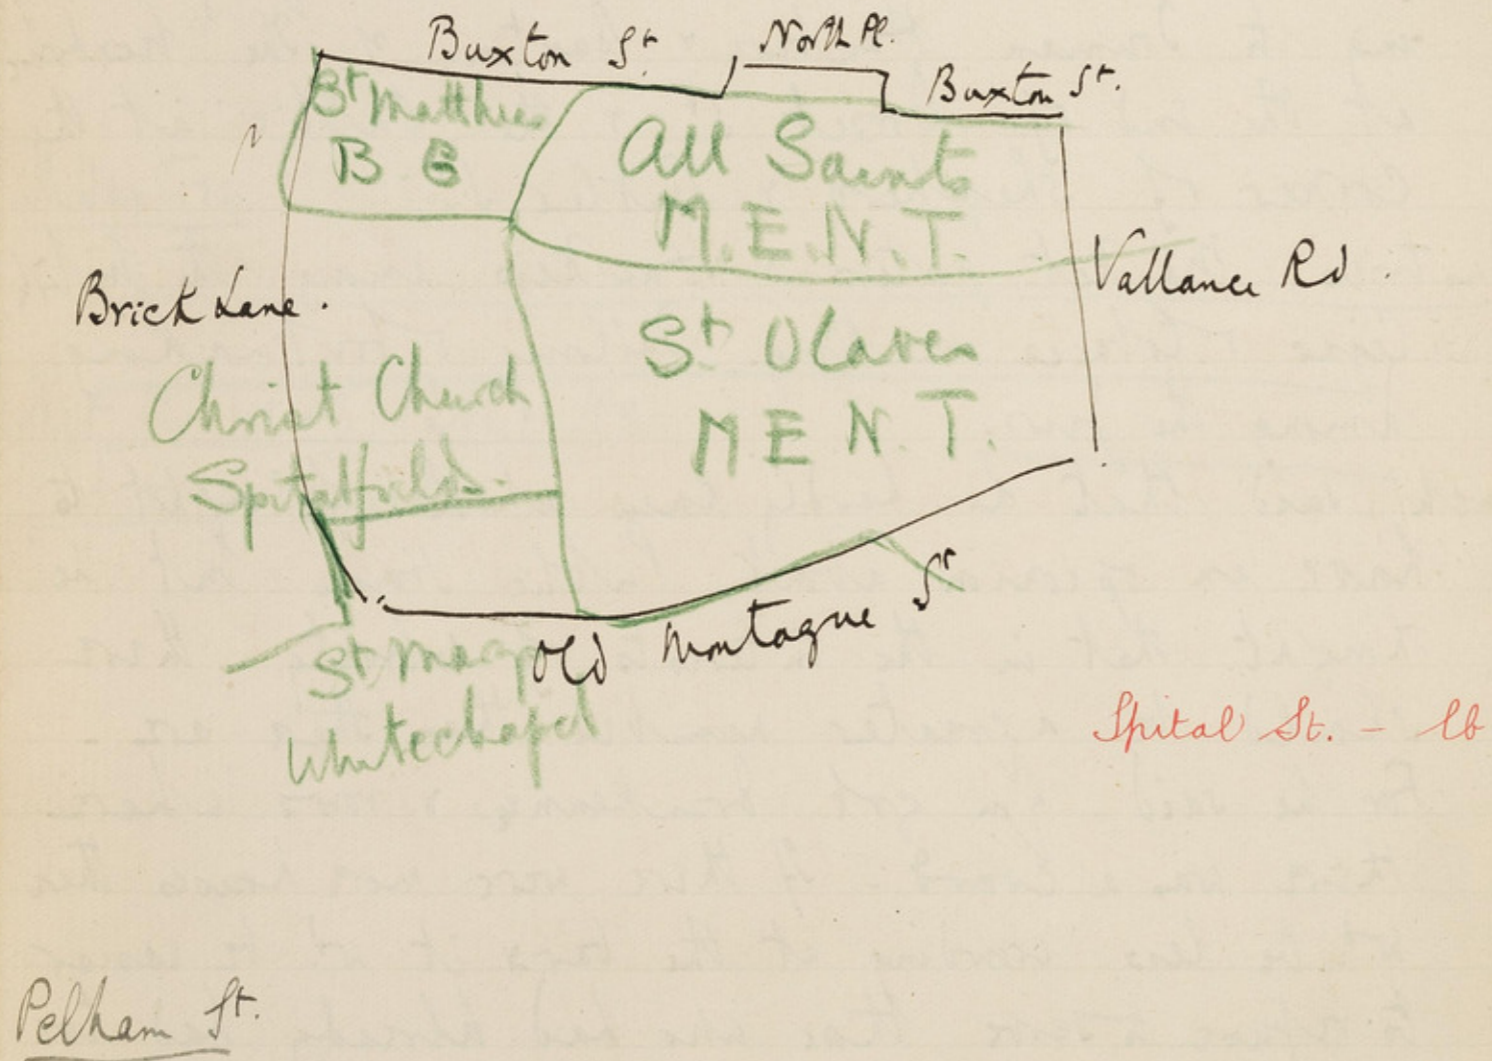 Buxton St. North Pl.
Buxton St.
St Matthew
B G
All Saints
M.E.N.T.
Brick Lane.
Vallance Rd.
St Olaves
M E N. T.
Christ Church
Spitalfields.
Old Montague St
St Mary
Whitechapel
Spital St. - lb
Pelham St.